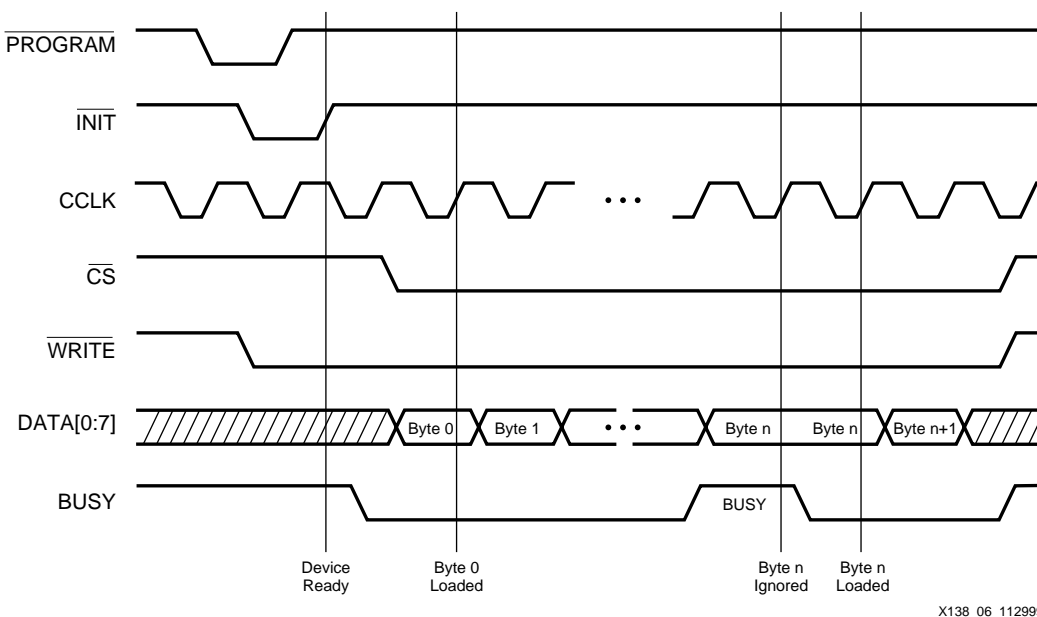 PROGRAM
INIT
CCLK
• • •
CS
WRITE
DATA[0:7]
Byte 0 Byte 1 • • • Byte n Byte n Byte n+1
BUSY
BUSY
Device
Ready
Byte 0
Loaded
Byte n
Ignored
Byte n
Loaded
X138_06_112999